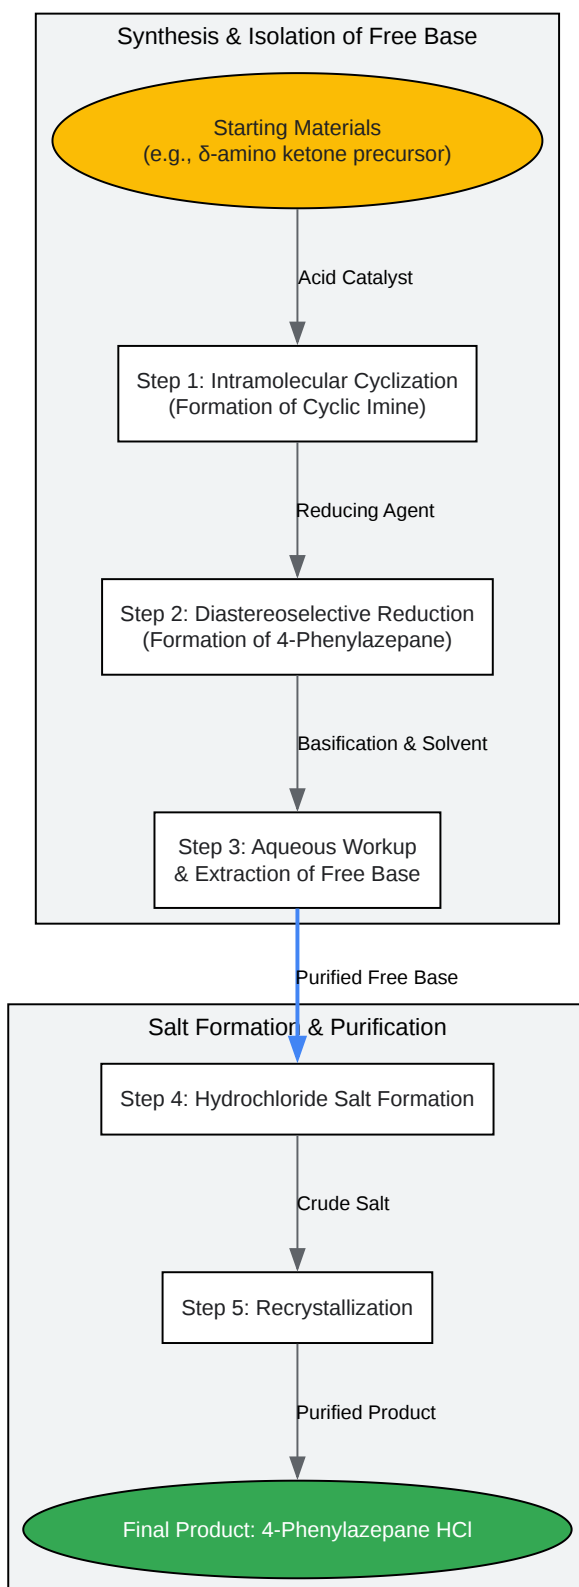 Synthesis & Isolation of Free Base
Starting Materials
(e.g., δ-amino ketone precursor)
Acid Catalyst
Step 1: Intramolecular Cyclization
(Formation of Cyclic Imine)
Reducing Agent
Step 2: Diastereoselective Reduction
(Formation of 4-Phenylazepane)
Basification & Solvent
Step 3: Aqueous Workup
& Extraction of Free Base
Purified Free Base
Salt Formation & Purification
Step 4: Hydrochloride Salt Formation
Crude Salt
Step 5: Recrystallization
Purified Product
Final Product: 4-Phenylazepane HCl